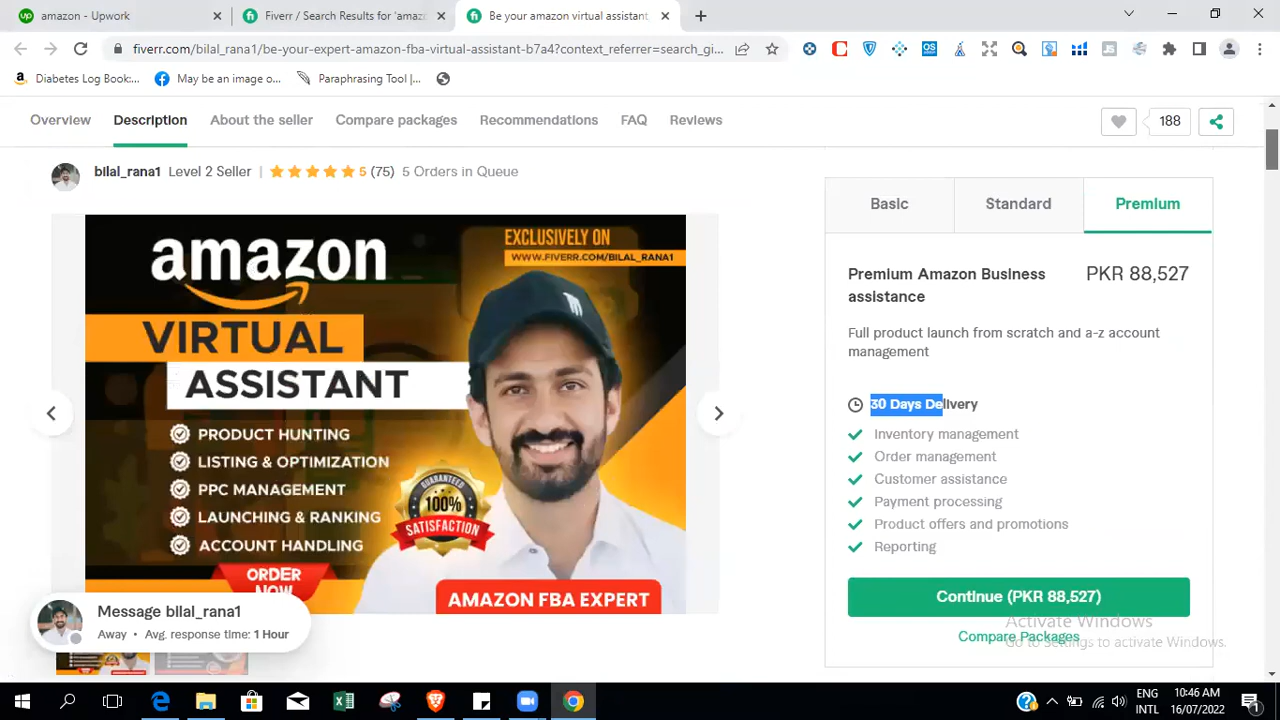 amazon - Upwork
Fiverr / Search Results for 'amaz
Be your amazon virtual assistant
fiverr.com/bilal_rana1/be-your-expert-amazon-fba-virtual-assistant-b7a4?context_referrer=search_gi...
Diabetes Log Book:...
May be an image o...
Paraphrasing Tool |...
Overview
Description
About the seller
Compare packages
Recommendations
FAQ
Reviews
188
bilal_rana1 Level 2 Seller | 5 (75) 5 Orders in Queue
Basic
Standard
Premium
amazon
EXCLUSIVELY ON
WWW.FIVERR.COM/BILAL_RANA1
VIRTUAL
ASSISTANT
PRODUCT HUNTING
LISTING & OPTIMIZATION
PPC MANAGEMENT
LAUNCHING & RANKING
ACCOUNT HANDLING
GUARANTEED
100%
SATISFACTION
ORDER
NOW
AMAZON FBA EXPERT
Premium Amazon Business assistance
PKR 88,527
Full product launch from scratch and a-z account
management
30 Days Delivery
Inventory management
Order management
Customer assistance
Payment processing
Product offers and promotions
Reporting
Continue (PKR 88,527)
Compare Packages
Activate Windows
Go to Settings to activate Windows.
Message bilal_rana1
Away • Avg. response time: 1 Hour
ENG
INTL
10:46 AM
16/07/2022